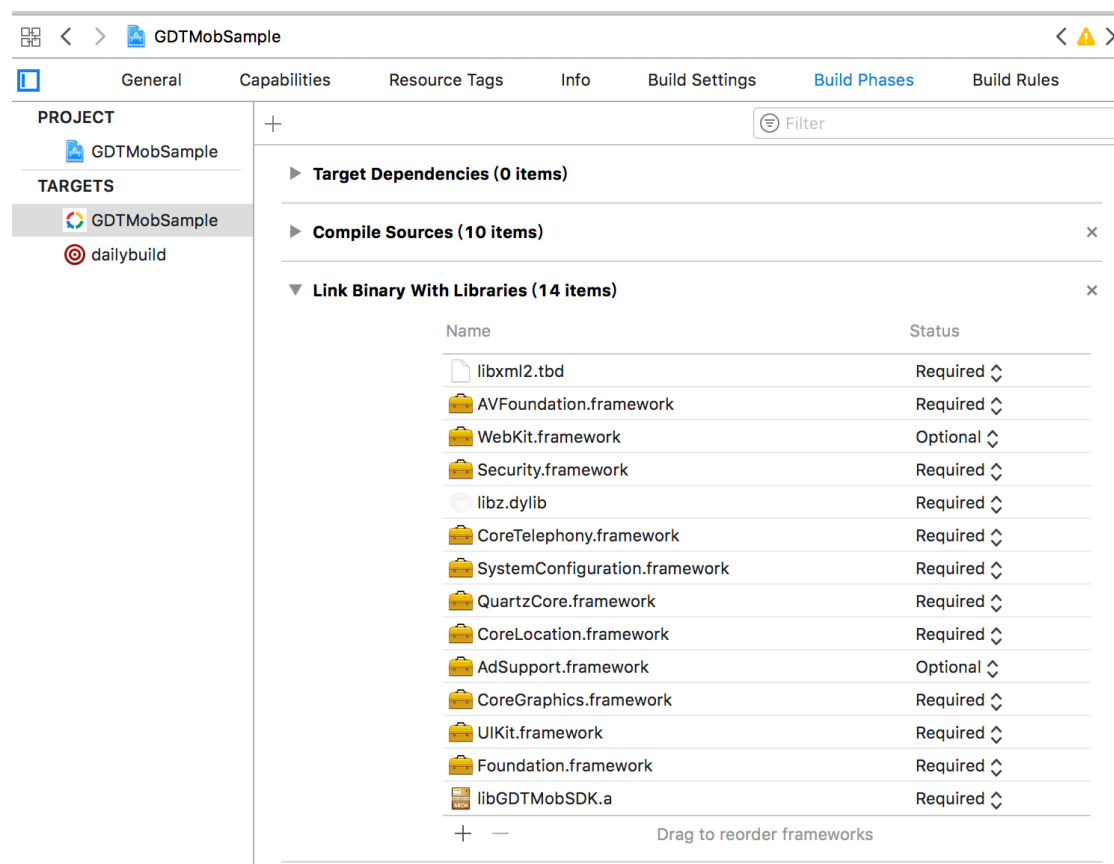 GDTMobSample
General Capabilities Resource Tags Info Build Settings Build Phases Build Rules
PROJECT
GDTMobSample
TARGETS
GDTMobSample
dailybuild
Filter
Target Dependencies (0 items)
Compile Sources (10 items)
Link Binary With Libraries (14 items)
Name Status
libxml2.tbd Required
AVFoundation.framework Required
WebKit.framework Optional
Security.framework Required
libz.dylib Required
CoreTelephony.framework Required
SystemConfiguration.framework Required
QuartzCore.framework Required
CoreLocation.framework Required
AdSupport.framework Optional
CoreGraphics.framework Required
UIKit.framework Required
Foundation.framework Required
libGDTMobSDK.a Required
Drag to reorder frameworks